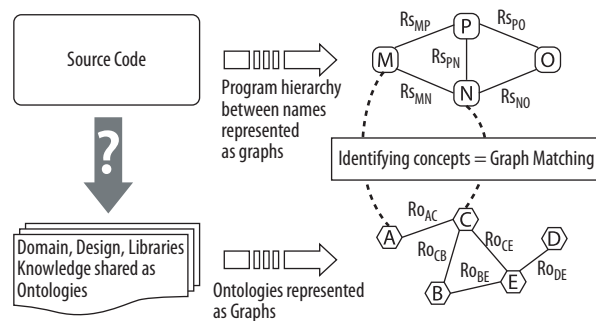 Source Code
Program hierarchy
between names
represented
as graphs
Rs_MP
P
Rs_PO
M
Rs_PN
O
Rs_MN
N
Rs_NO
?
Identifying concepts = Graph Matching
Domain, Design, Libraries
Knowledge shared as
Ontologies
Ontologies represented
as Graphs
A
Ro_AC
C
Ro_CB
Ro_CE
D
Ro_BE
Ro_DE
B
E